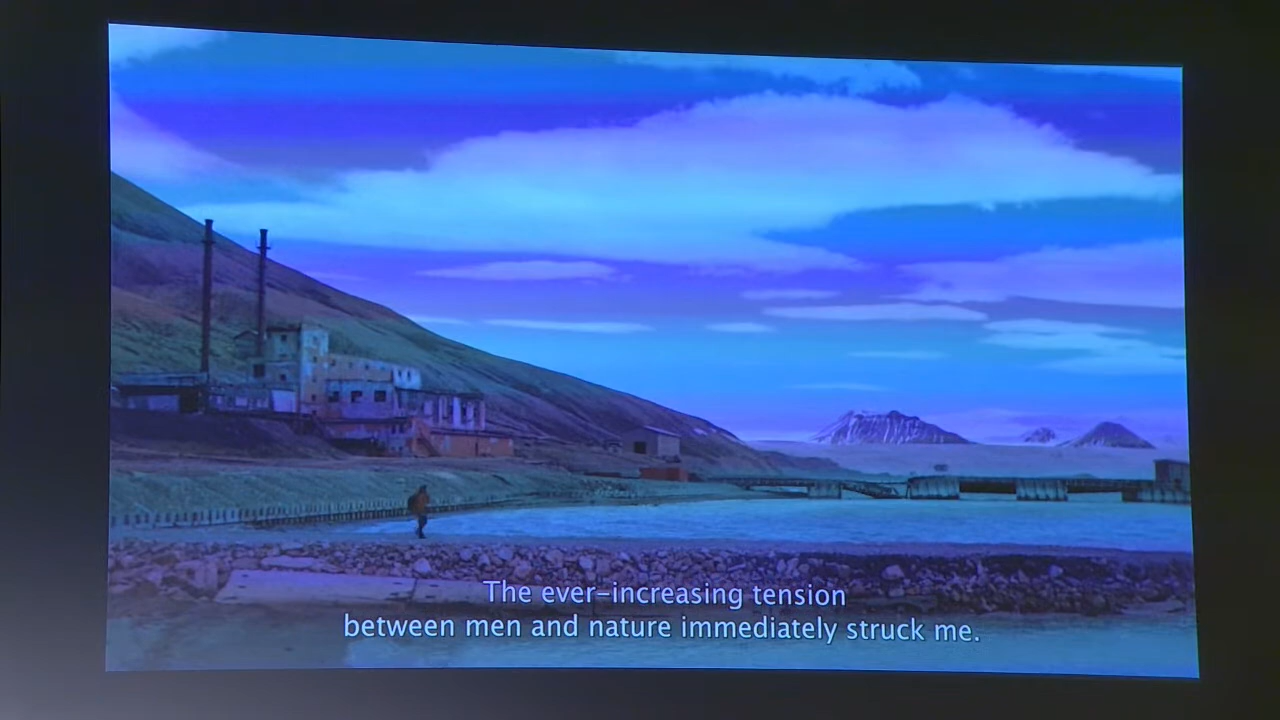 The ever-increasing tension
between men and nature immediately struck me.